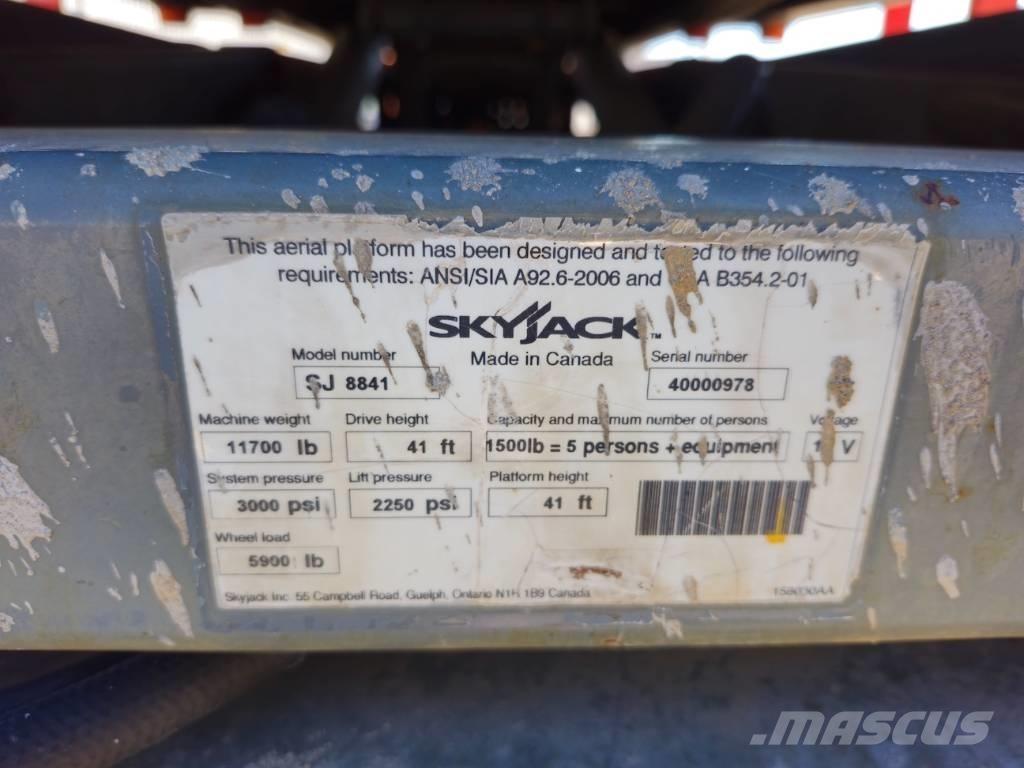 This aerial platform has been designed and tested to the following
requirements: ANSI/SIA A92.6-2006 and B354.2-01
SKYJACK™
Made in Canada
Model number
SJ 8841
Serial number
40000978
Machine weight
11700 lb
Drive height
41 ft
Capacity and maximum number of persons
1500lb = 5 persons + equipment
Voltage
V
System pressure
3000 psi
Lift pressure
2250 psi
Platform height
41 ft
Wheel load
5900 lb
Skyjack Inc. 55 Campbell Road, Guelph, Ontario N1H 1B9 Canada
MASCUS